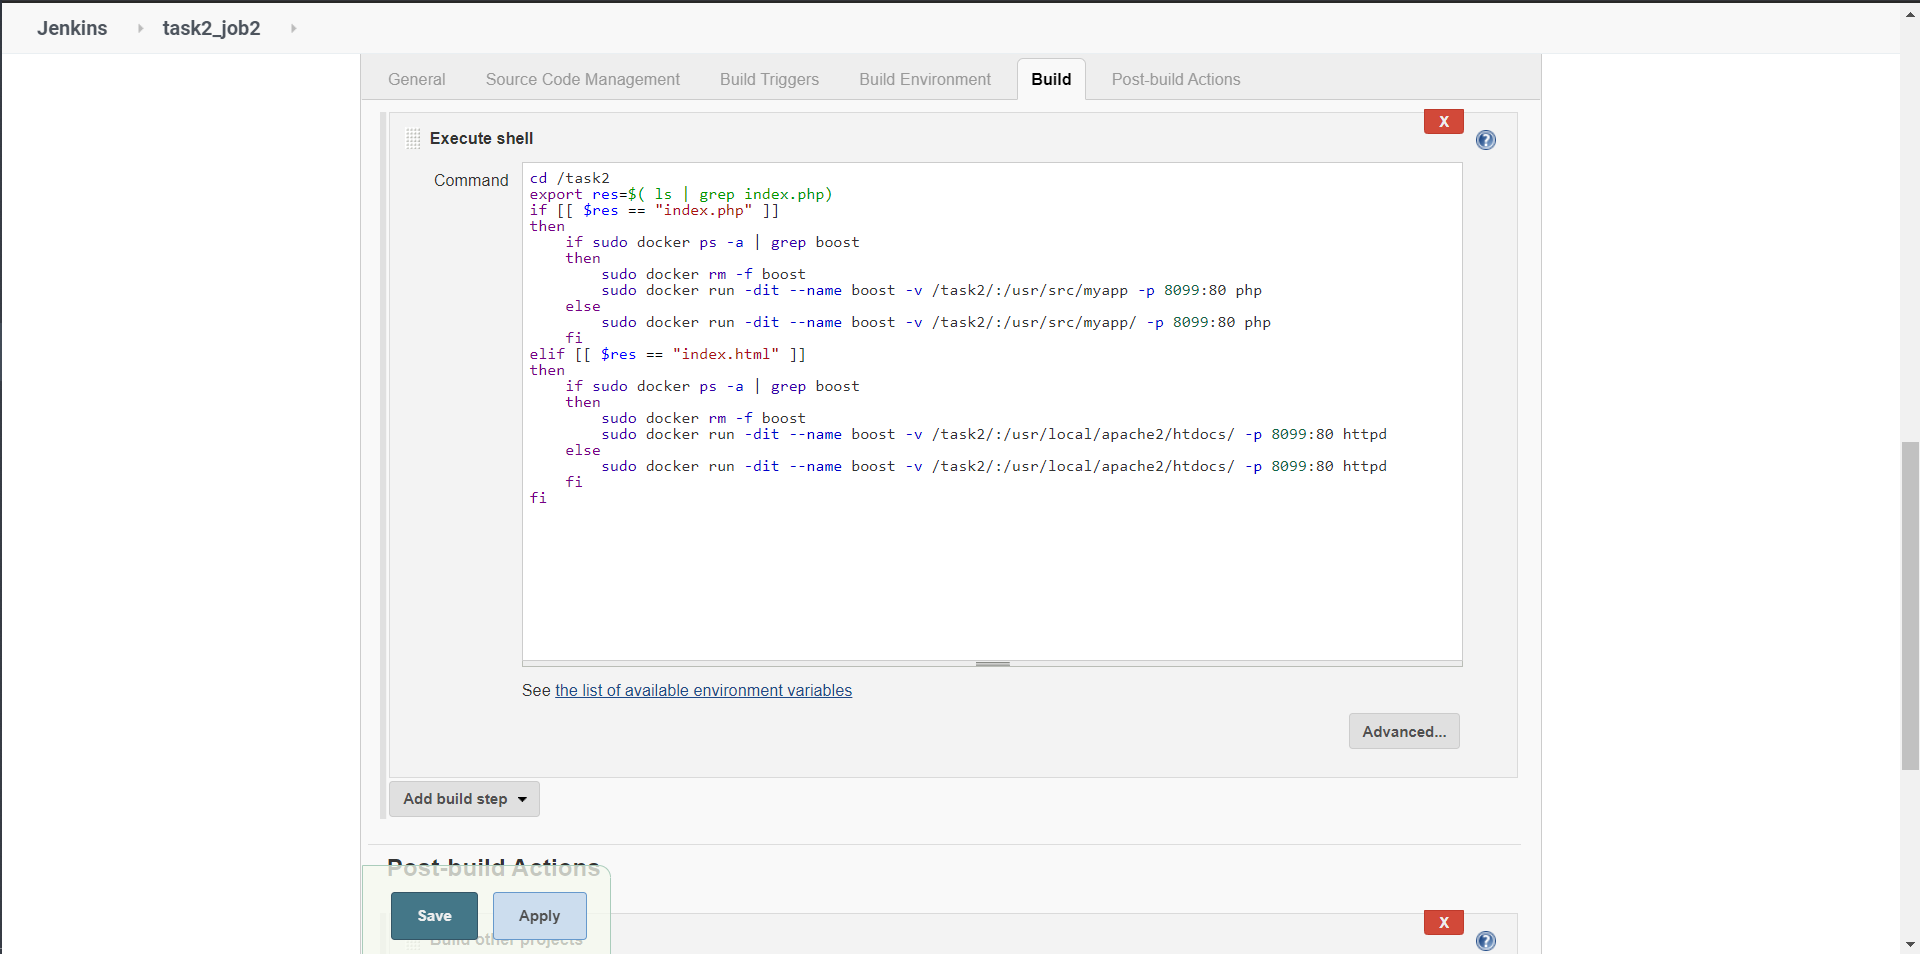 Jenkins task2_job2
General Source Code Management Build Triggers Build Environment Build Post-build Actions
X
Execute shell
Command
cd /task2
export res=$( ls | grep index.php)
if [[ $res == "index.php" ]]
then
    if sudo docker ps -a | grep boost
    then
        sudo docker rm -f boost
        sudo docker run -dit --name boost -v /task2/:/usr/src/myapp -p 8099:80 php
    else
        sudo docker run -dit --name boost -v /task2/:/usr/src/myapp/ -p 8099:80 php
    fi
elif [[ $res == "index.html" ]]
then
    if sudo docker ps -a | grep boost
    then
        sudo docker rm -f boost
        sudo docker run -dit --name boost -v /task2/:/usr/local/apache2/htdocs/ -p 8099:80 httpd
    else
        sudo docker run -dit --name boost -v /task2/:/usr/local/apache2/htdocs/ -p 8099:80 httpd
    fi
fi
See the list of available environment variables
Advanced...
Add build step
Post-build Actions
Save Apply
X
Build other projects